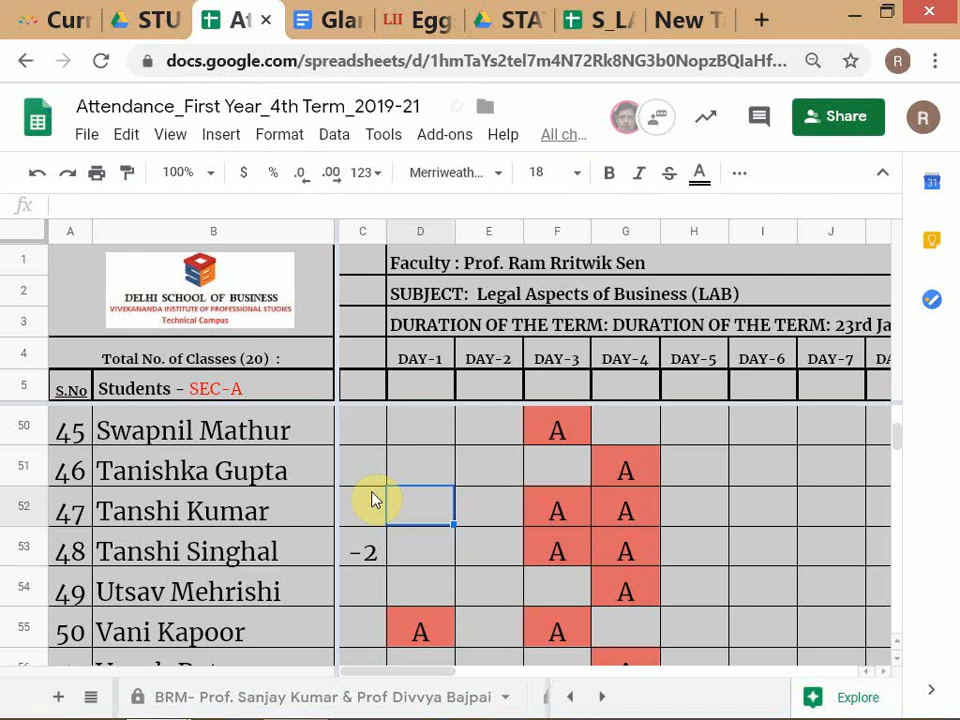 Curr
STU
At
Glar
LII Egg
STA
S_LA
New T
docs.google.com/spreadsheets/d/1hmTaYs2tel7m4N72Rk8NG3b0NopzBQIaHf...
R
Attendance_First Year_4th Term_2019-21
File Edit View Insert Format Data Tools Add-ons Help All ch...
Share
R
100% $ % .0 .00 123 Merriweath... 18 B I S A
31
fx
A B C D E F G H I J
1 Faculty : Prof. Ram Rritwik Sen
DELHI SCHOOL OF BUSINESS
VIVEKANANDA INSTITUTE OF PROFESSIONAL STUDIES
Technical Campus
2 SUBJECT: Legal Aspects of Business (LAB)
3 DURATION OF THE TERM: DURATION OF THE TERM: 23rd Ja
4 Total No. of Classes (20) : DAY-1 DAY-2 DAY-3 DAY-4 DAY-5 DAY-6 DAY-7 DA
5 S.No Students - SEC-A
50 45 Swapnil Mathur A
51 46 Tanishka Gupta A
52 47 Tanshi Kumar A A
53 48 Tanshi Singhal -2 A A
54 49 Utsav Mehrishi A
55 50 Vani Kapoor A A
BRM- Prof. Sanjay Kumar & Prof Divvya Bajpai
Explore